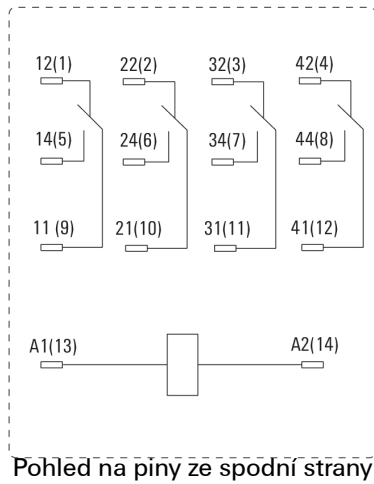 12(1) 22(2) 32(3) 42(4)
14(5) 24(6) 34(7) 44(8)
11 (9) 21(10) 31(11) 41(12)
A1(13) A2(14)
Pohled na piny ze spodní strany